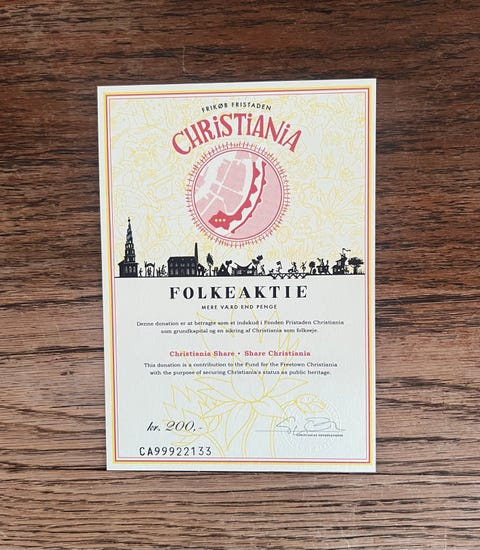 FRIKØB FRISTADEN
CHRISTIANIA
FOLKEAKTIE
MERE VÆRD END PENGE
Denne donation er at betragte som et indskud i Fonden Fristaden Christiania
som grundkapital og en sikring af Christiania som folkeeje.
Christiania Share • Share Christiania
This donation is a contribution to the Fund for the Freetown Christiania
with the purpose of securing Christiania's status as public heritage.
kr. 200,-
CA99922133